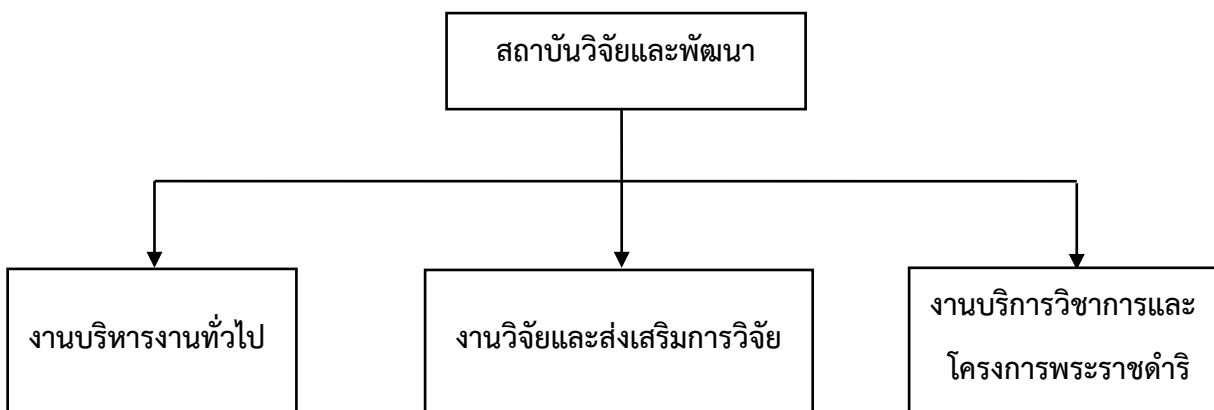 สถาบันวิจัยและพัฒนา
งานบริหารงานทั่วไป
งานวิจัยและส่งเสริมการวิจัย
งานบริการวิชาการและ
โครงการพระราชดำริ